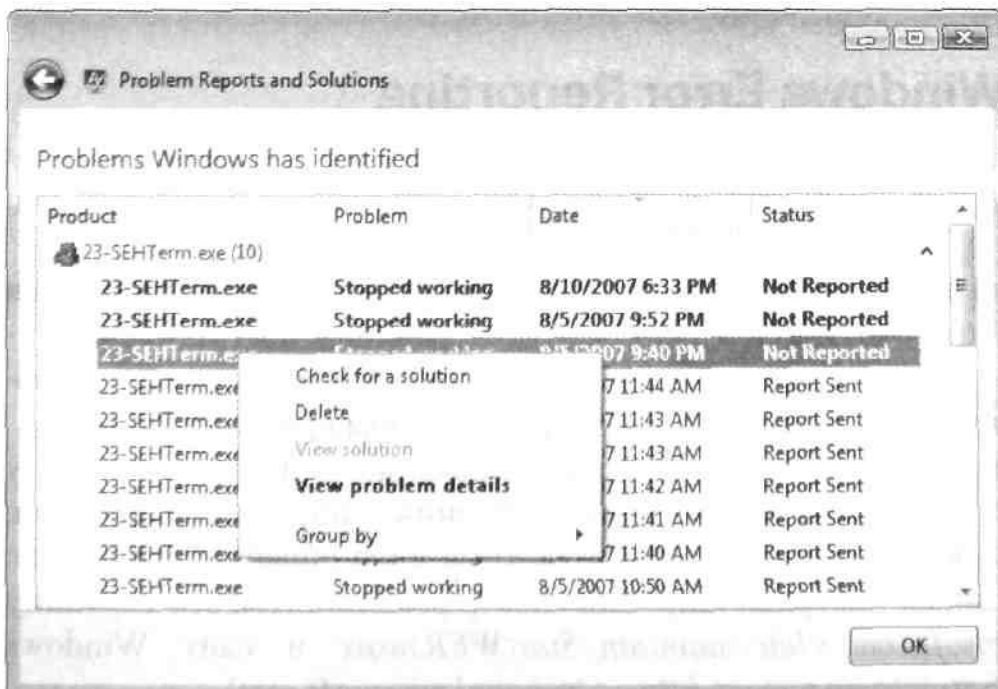 Problem Reports and Solutions
Problems Windows has identified
Product Problem Date Status
23-SEHTerm.exe (10)
23-SEHTerm.exe Stopped working 8/10/2007 6:33 PM Not Reported
23-SEHTerm.exe Stopped working 8/5/2007 9:52 PM Not Reported
9:40 PM Not Reported
Check for a solution
Delete
View solution
View problem details
Group by
23-SEHTerm.exe 11:44 AM Report Sent
23-SEHTerm.exe 11:43 AM Report Sent
23-SEHTerm.exe 11:43 AM Report Sent
23-SEHTerm.exe 11:42 AM Report Sent
23-SEHTerm.exe 11:41 AM Report Sent
23-SEHTerm.exe 11:40 AM Report Sent
23-SEHTerm.exe Stopped working 8/5/2007 10:50 AM Report Sent
OK